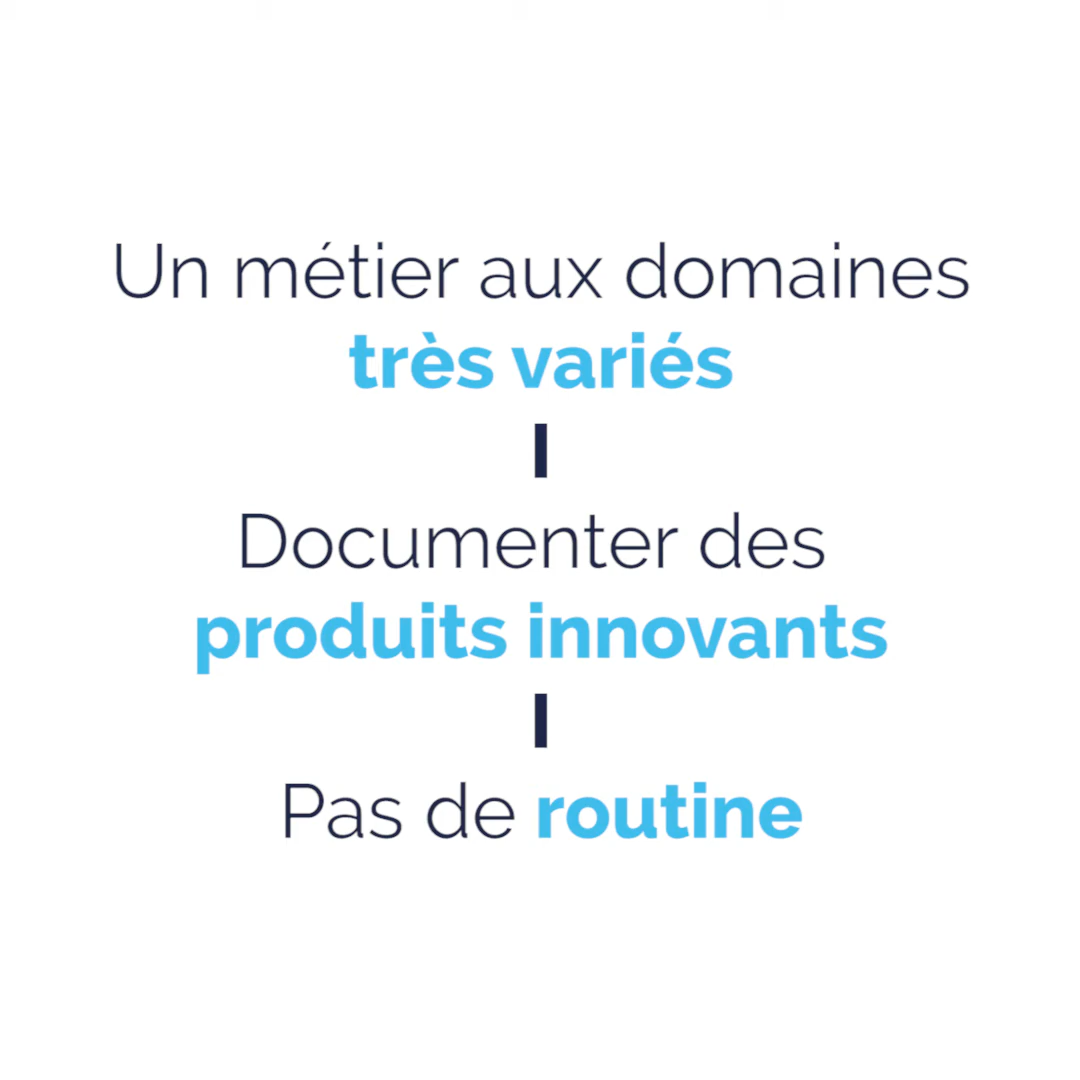 Un métier aux domaines
très variés
I
Documenter des
produits innovants
I
Pas de routine